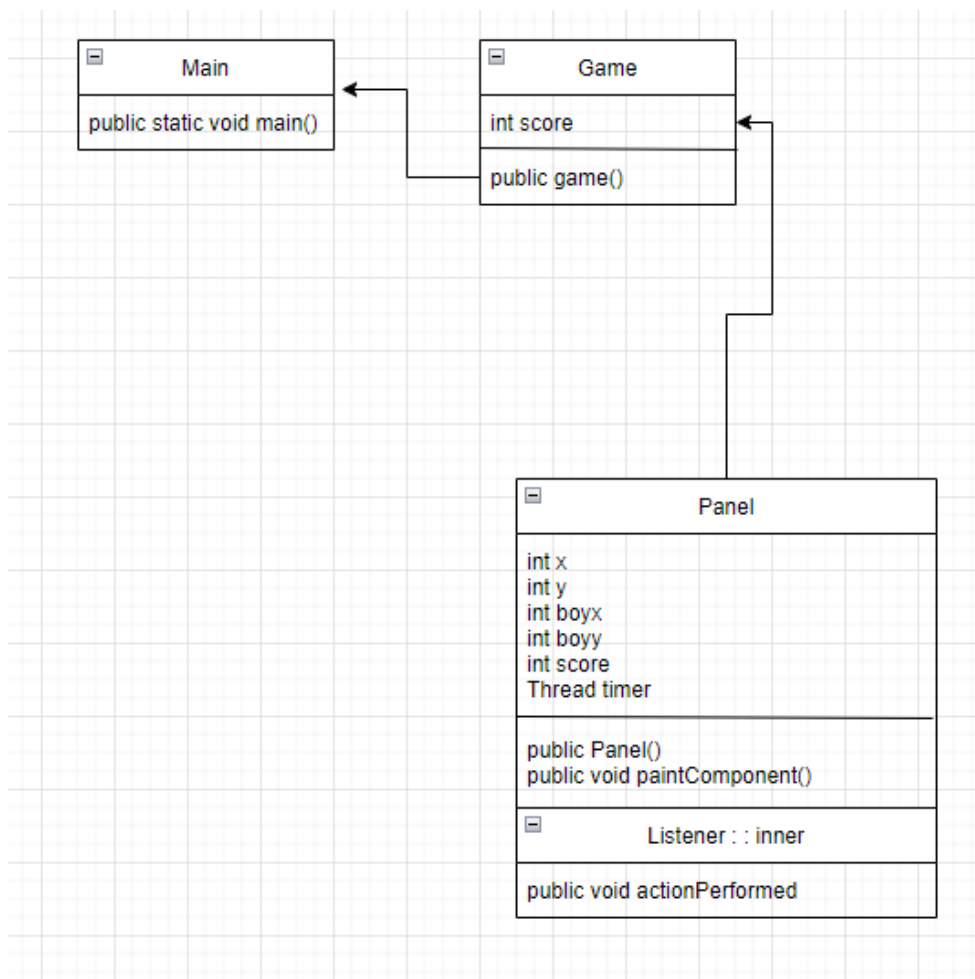 Main
public static void main()
Game
int score
public game()
Panel
int x
int y
int boyx
int boyy
int score
Thread timer
public Panel()
public void paintComponent()
Listener : : inner
public void actionPerformed